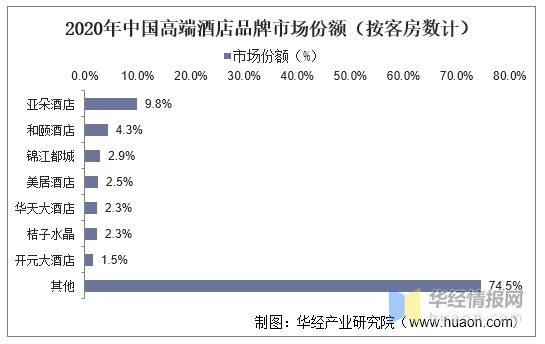 2020年中国高端酒店品牌市场份额（按客房数计）
市场份额（%）
0.0% 10.0% 20.0% 30.0% 40.0% 50.0% 60.0% 70.0% 80.0%
亚朵酒店 9.8%
和颐酒店 4.3%
锦江都城 2.9%
美居酒店 2.5%
华天大酒店 2.3%
桔子水晶 2.3%
开元大酒店 1.5%
其他 74.5%
华经情报网
huaon.com
制图：华经产业研究院（www.huaon.com）